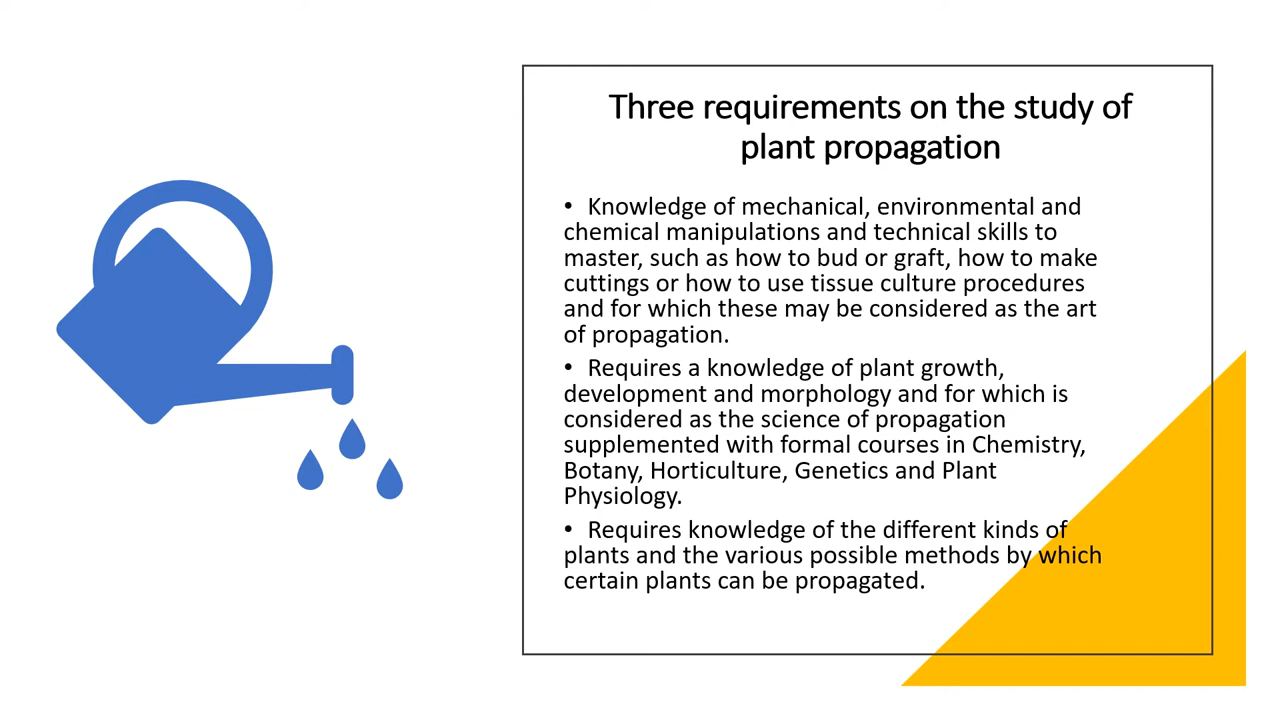 Three requirements on the study of
plant propagation
• Knowledge of mechanical, environmental and
chemical manipulations and technical skills to
master, such as how to bud or graft, how to make
cuttings or how to use tissue culture procedures
and for which these may be considered as the art
of propagation.
• Requires a knowledge of plant growth,
development and morphology and for which is
considered as the science of propagation
supplemented with formal courses in Chemistry,
Botany, Horticulture, Genetics and Plant
Physiology.
• Requires knowledge of the different kinds of
plants and the various possible methods by which
certain plants can be propagated.